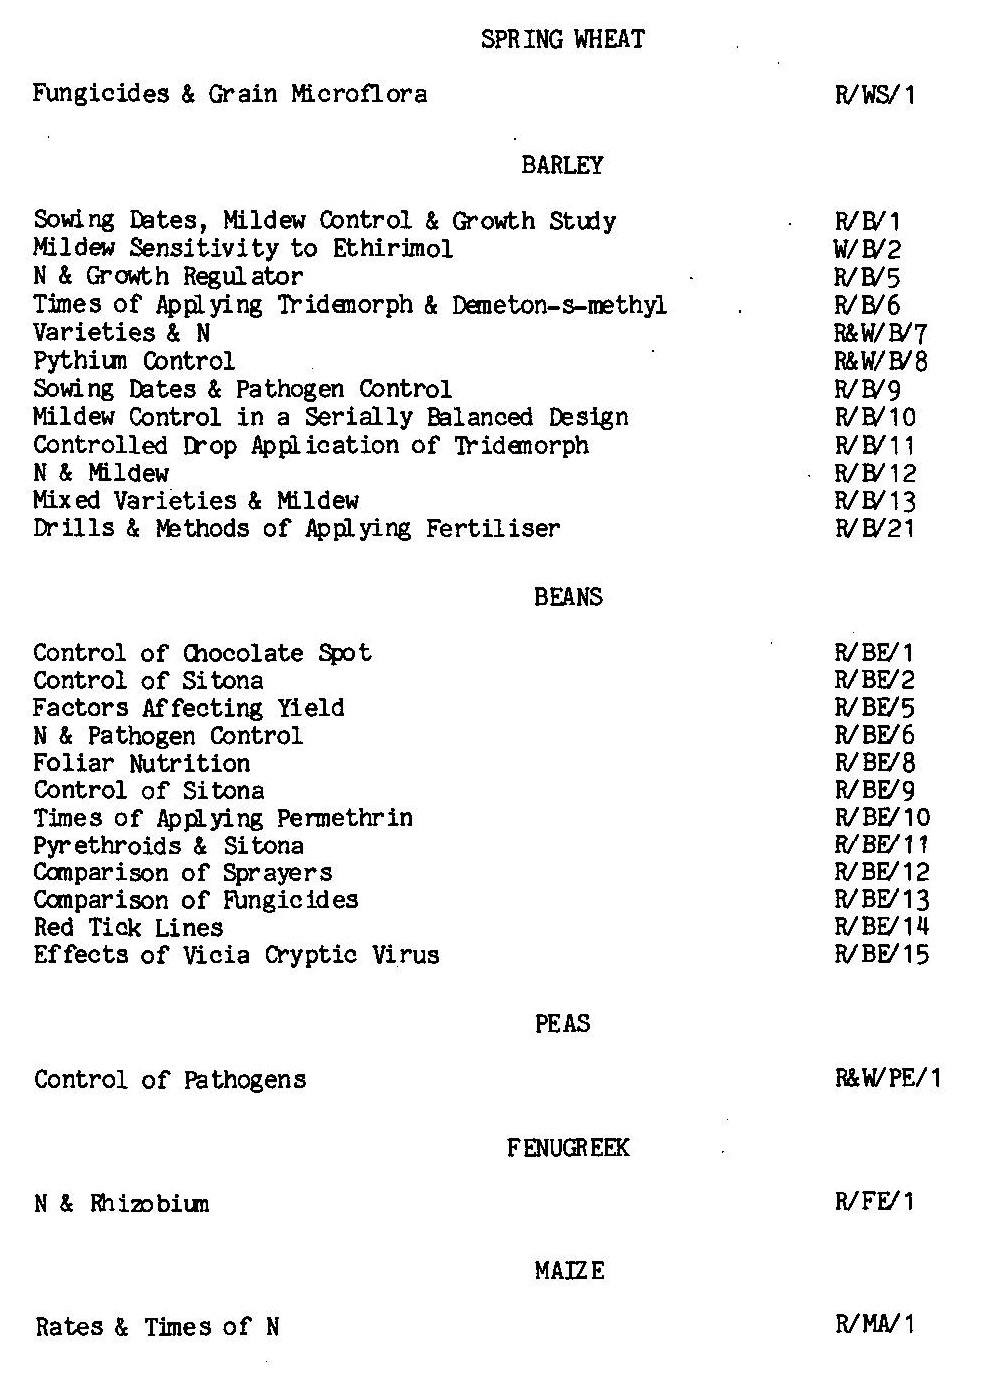 SPRING WHEAT
Fungicides & Grain Microflora R/WS/1
BARLEY
Sowing Dates, Mildew Control & Growth Study R/B/1
Mildew Sensitivity to Ethirimol W/B/2
N & Growth Regulator R/B/5
Times of Applying Tridemorph & Demeton-s-methyl R/B/6
Varieties & N R&W/B/7
Pythium Control R&W/B/8
Sowing Dates & Pathogen Control R/B/9
Mildew Control in a Serially Balanced Design R/B/10
Controlled Drop Application of Tridemorph R/B/11
N & Mildew R/B/12
Mixed Varieties & Mildew R/B/13
Drills & Methods of Applying Fertiliser R/B/21
BEANS
Control of Chocolate Spot R/BE/1
Control of Sitona R/BE/2
Factors Affecting Yield R/BE/5
N & Pathogen Control R/BE/6
Foliar Nutrition R/BE/8
Control of Sitona R/BE/9
Times of Applying Permethrin R/BE/10
Pyrethroids & Sitona R/BE/11
Comparison of Sprayers R/BE/12
Comparison of Fungicides R/BE/13
Red Tick Lines R/BE/14
Effects of Vicia Cryptic Virus R/BE/15
PEAS
Control of Pathogens R&W/PE/1
FENUGREEK
N & Rhizobium R/FE/1
MAIZE
Rates & Times of N R/MA/1